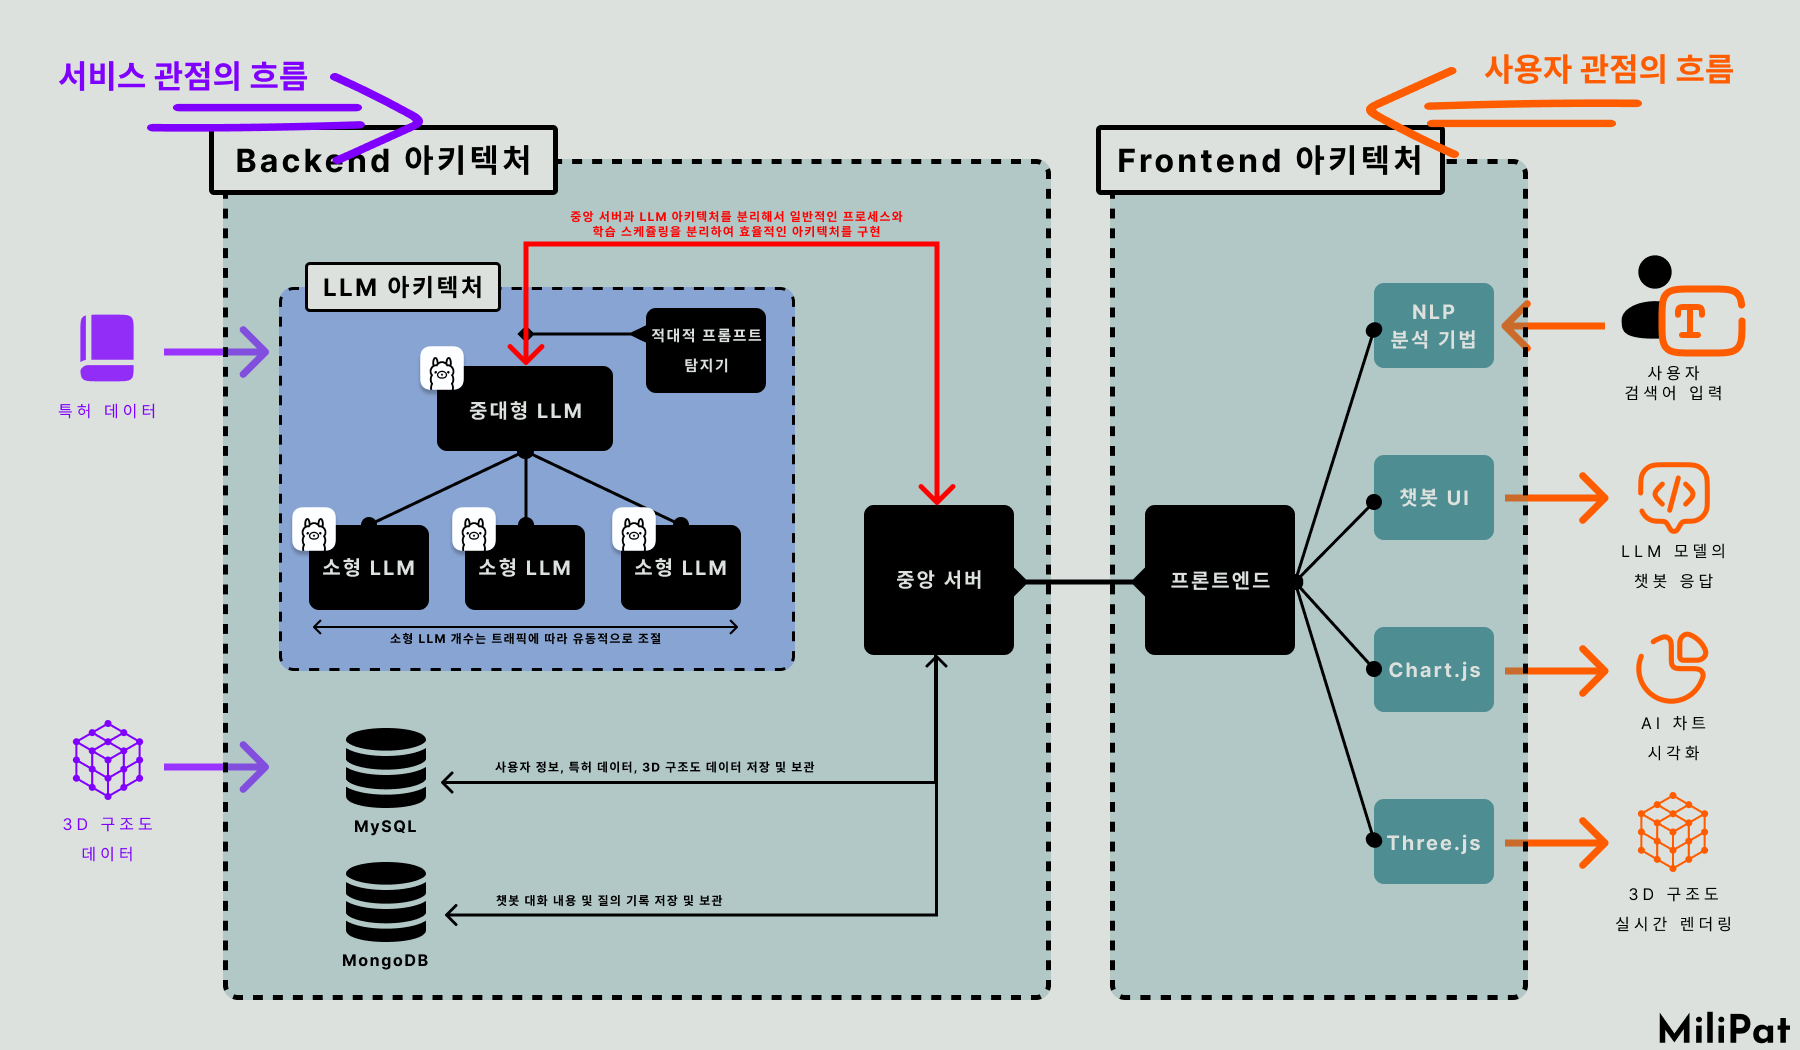 서비스 관점의 흐름
사용자 관점의 흐름
Backend 아키텍처
Frontend 아키텍처
중앙 서버과 LLM 아키텍처를 분리해서 일반적인 프로세스와
학습 스케쥴링을 분리하여 효율적인 아키텍처를 구현
LLM 아키텍처
적대적 프롬프트
탐지기
중대형 LLM
소형 LLM
소형 LLM
소형 LLM
소형 LLM 개수는 트래픽에 따라 유동적으로 조절
특허 데이터
3D 구조도
데이터
중앙 서버
프론트엔드
사용자 정보, 특허 데이터, 3D 구조도 데이터 저장 및 보관
MySQL
챗봇 대화 내용 및 질의 기록 저장 및 보관
MongoDB
NLP
분석 기법
챗봇 UI
Chart.js
Three.js
T
사용자
검색어 입력
</>
LLM 모델의
챗봇 응답
AI 차트
시각화
3D 구조도
실시간 렌더링
MiliPat